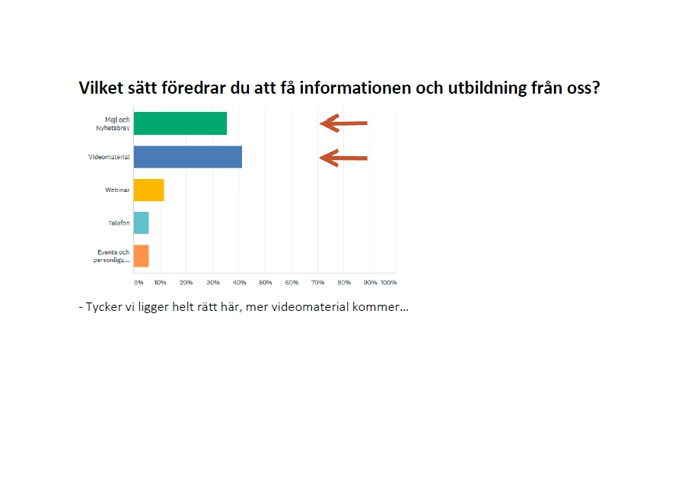 Vilket sätt föredrar du att få informationen och utbildning från oss?
Mejl och
Nyhetsbrev
Videomaterial
Webinar
Telefon
Events och
personliga...
0% 10% 20% 30% 40% 50% 60% 70% 80% 90% 100%
- Tycker vi ligger helt rätt här, mer videomaterial kommer...